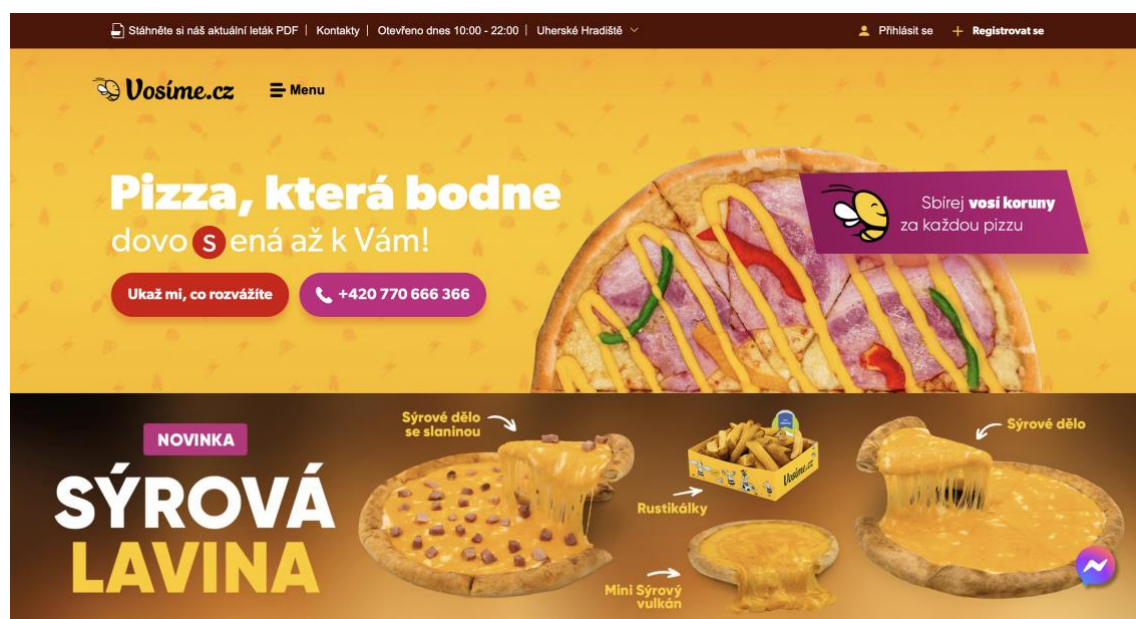 Stáhněte si náš aktuální leták PDF | Kontakty | Otevřeno dnes 10:00 - 22:00 | Uherské Hradiště
Přihlásit se
+ Registrovat se
Vosíme.cz
Menu
Pizza, která bodne
dovo s ená až k Vám!
Ukaž mi, co rozvážíte
+420 770 666 366
Sbírej vosí koruny
za každou pizzu
NOVINKA
SÝROVÁ
LAVINA
Sýrové dělo
se slaninou
Vosíme.cz
Rustikálky
Mini Sýrový
vulkán
Sýrové dělo